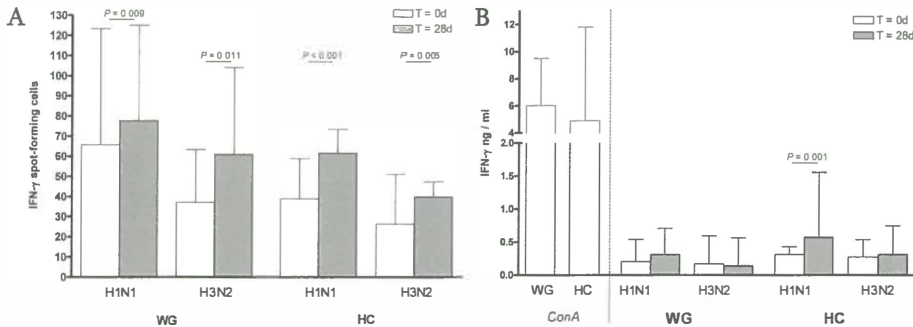 A
T = 0d
T = 28d
P = 0 009
P = 0 011
P < 0 001
P = 0 005
IFN-γ spot-forming cells
130
120
110
100
90
80
70
60
50
40
30
20
10
0
H1N1 H3N2 H1N1 H3N2
WG HC
B
T = 0d
T = 28d
IFN-γ ng / ml
12
10
8
6
4
2.0
1.5
1.0
0.5
0.0
P = 0 001
WG HC H1N1 H3N2 H1N1 H3N2
ConA WG HC